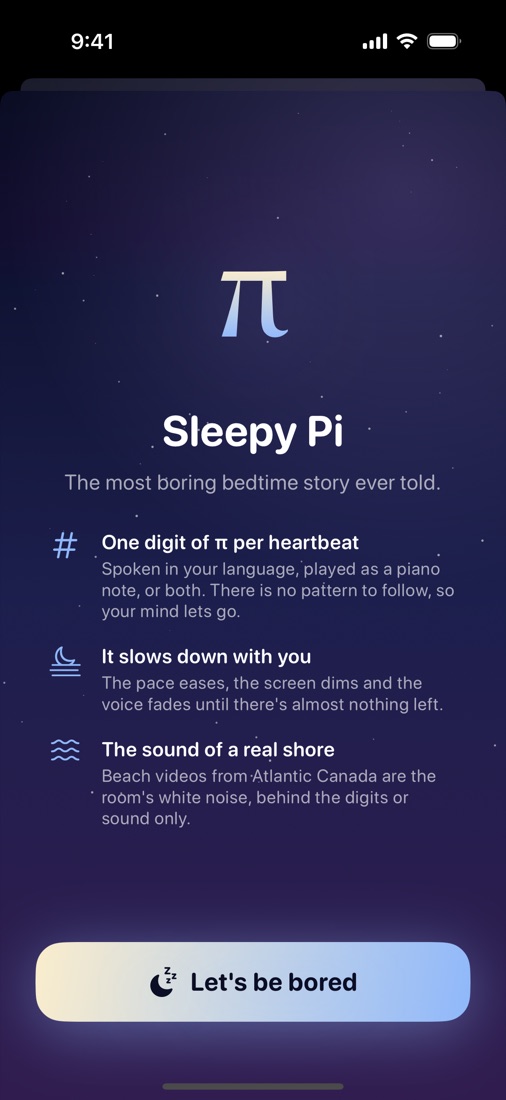 9:41
π
Sleepy Pi
The most boring bedtime story ever told.
One digit of π per heartbeat
Spoken in your language, played as a piano
note, or both. There is no pattern to follow, so
your mind lets go.
It slows down with you
The pace eases, the screen dims and the
voice fades until there's almost nothing left.
The sound of a real shore
Beach videos from Atlantic Canada are the
room's white noise, behind the digits or
sound only.
Let's be bored